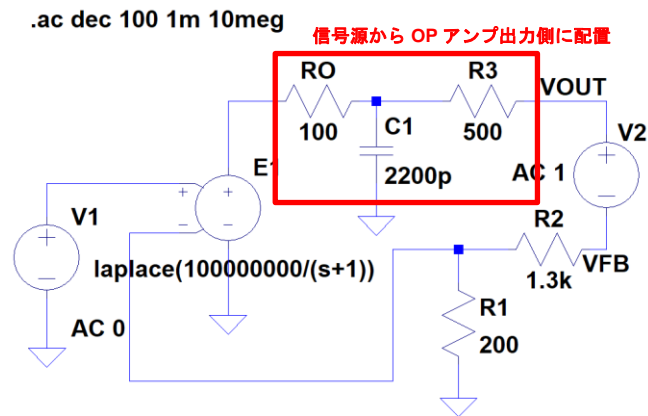 .ac dec 100 1m 10meg
信号源から OP アンプ出力側に配置
RO
100
C1
2200p
R3
500
VOUT
V2
AC 1
E1
V1
AC 0
laplace(100000000/(s+1))
R2
1.3k
VFB
R1
200